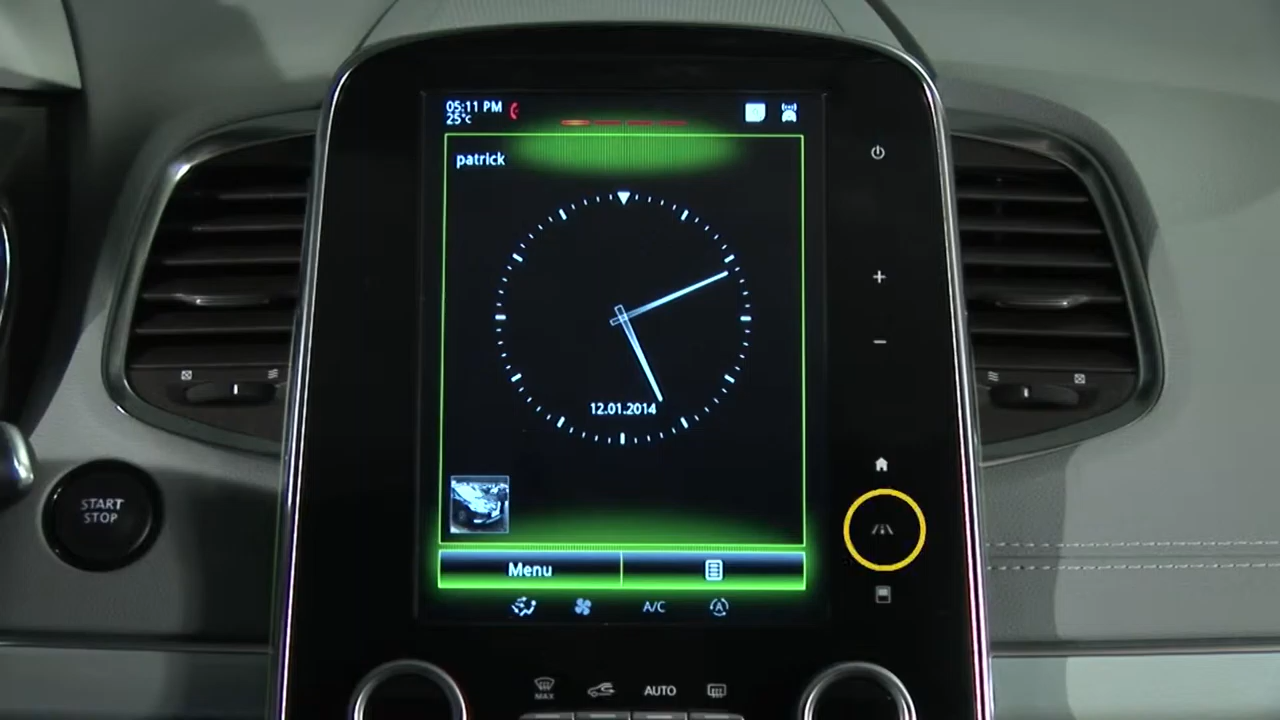 05:11 PM
25°c
patrick
12.01.2014
START
STOP
Menu
A/C
A
MAX
AUTO